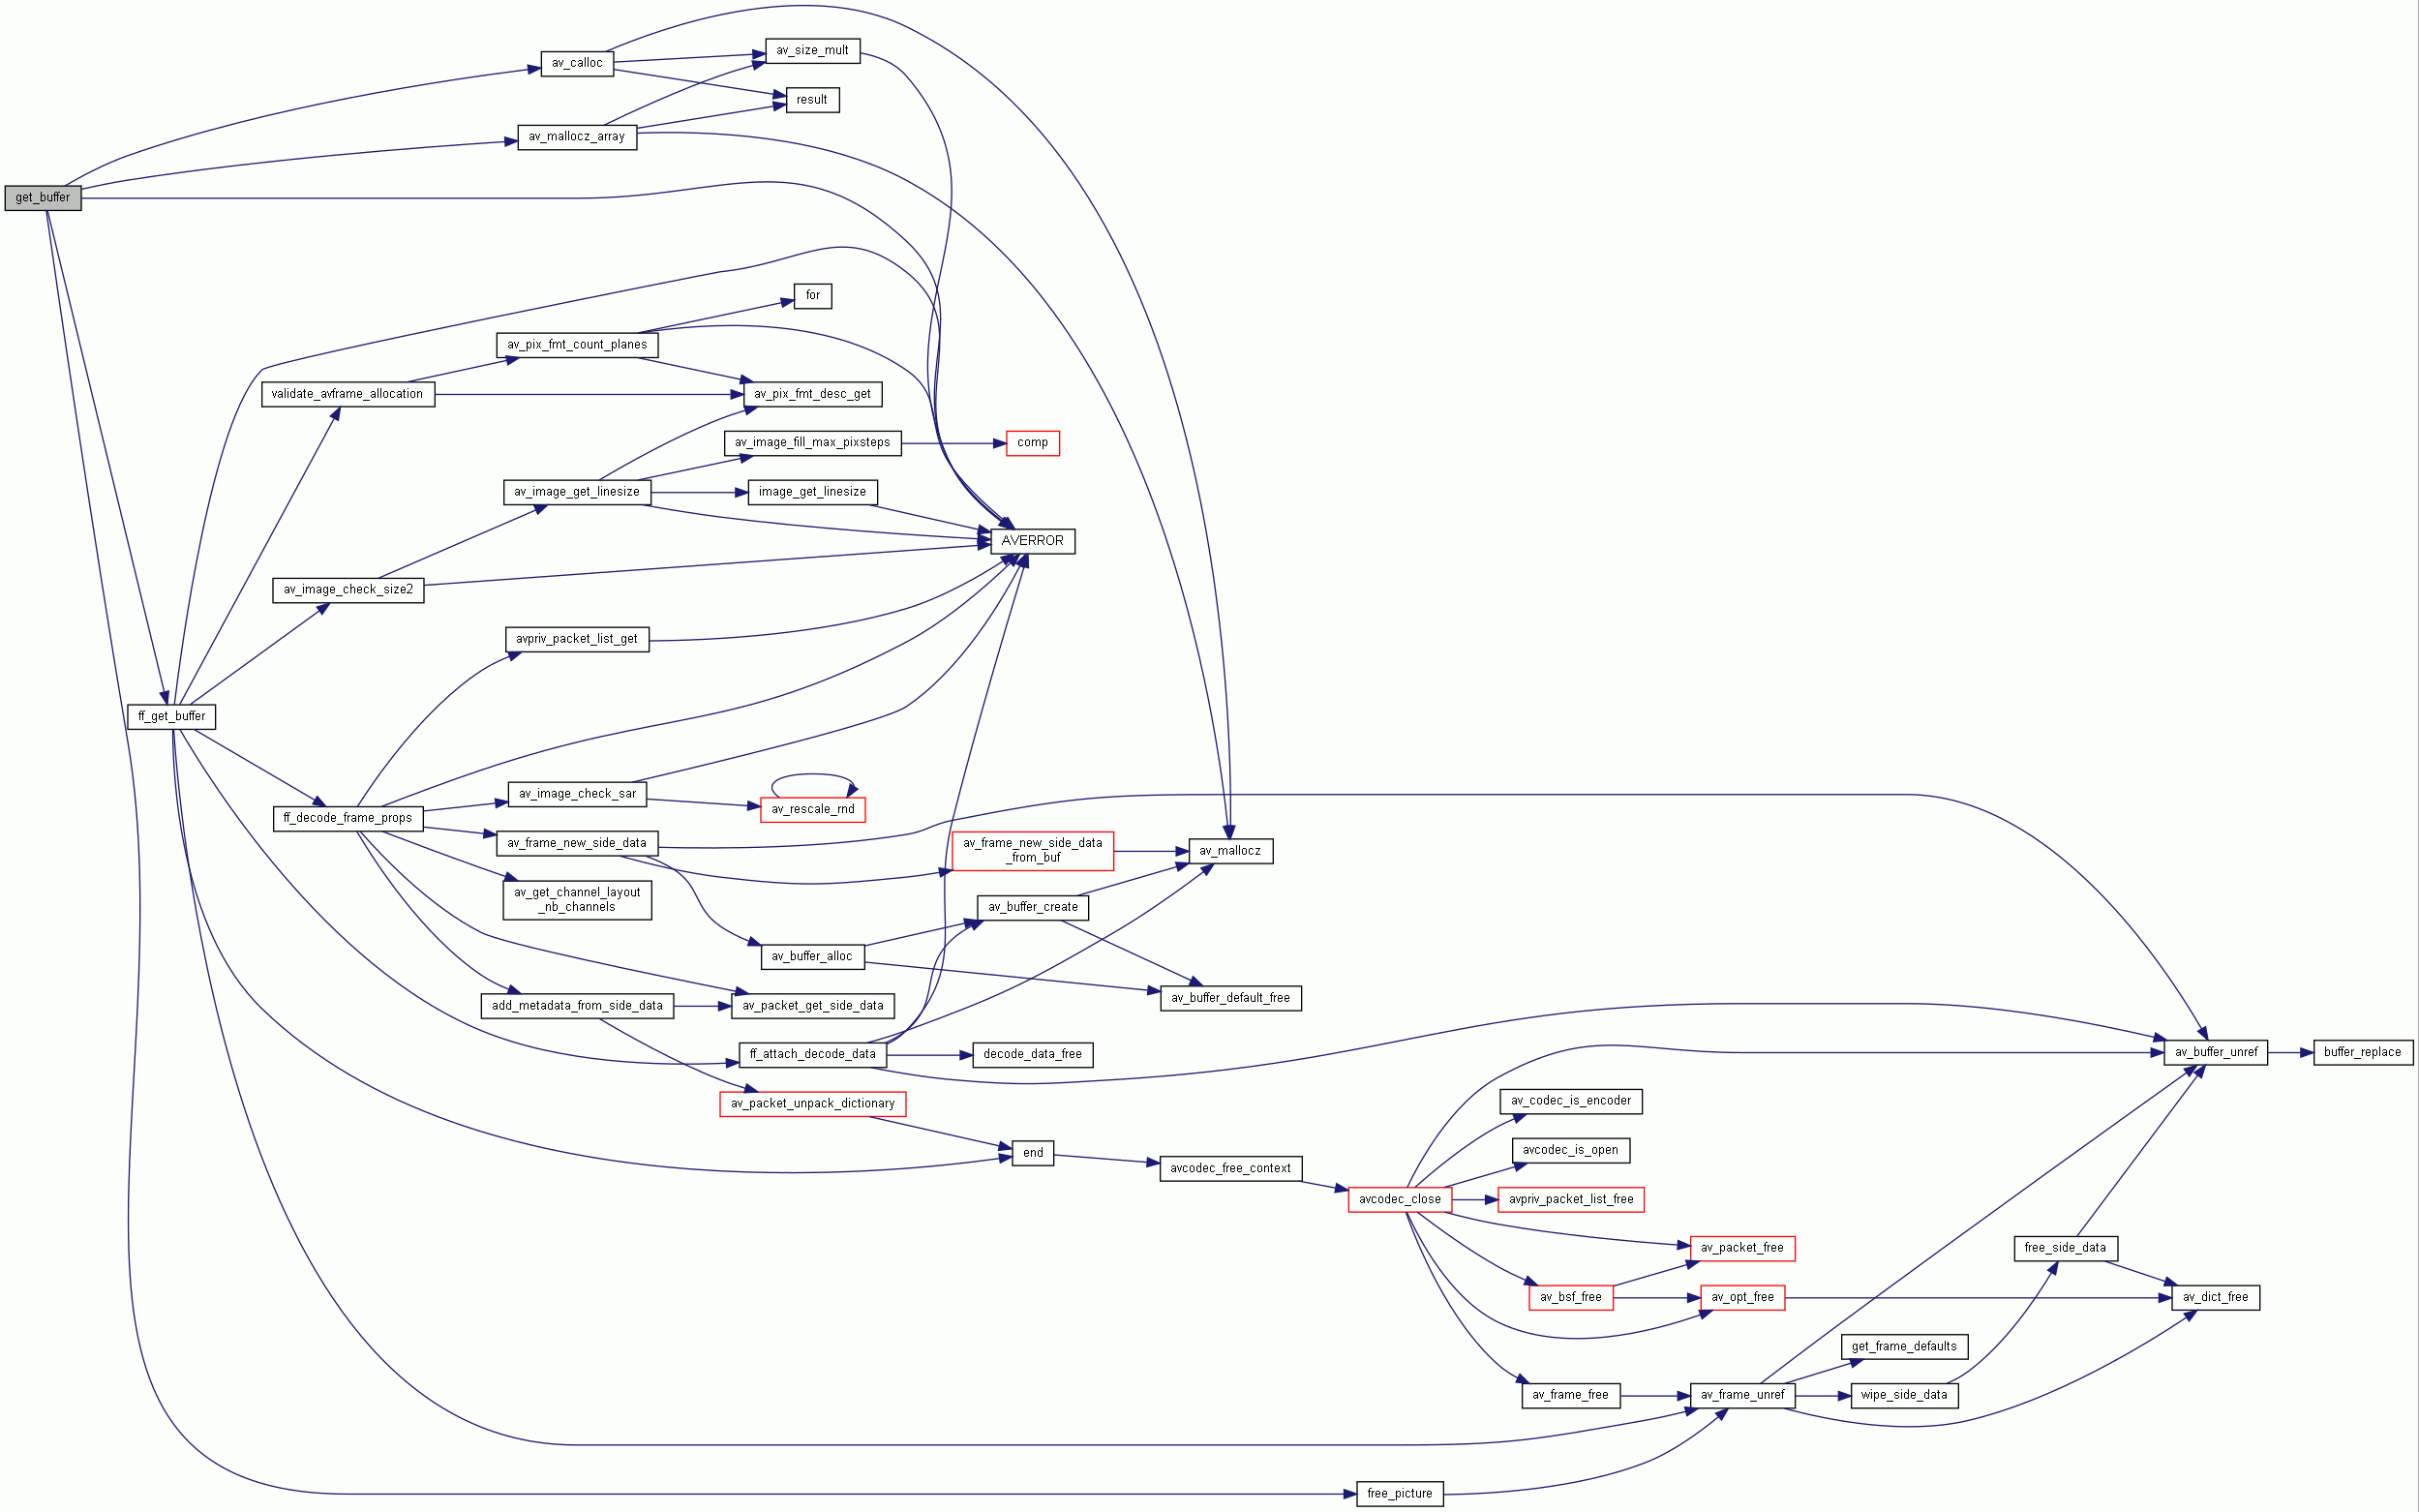 av_calloc
av_size_mult
result
av_mallocz_array
get_buffer
for
av_pix_fmt_count_planes
validate_avframe_allocation
av_pix_fmt_desc_get
av_image_fill_max_pixsteps
comp
av_image_get_linesize
image_get_linesize
AVERROR
av_image_check_size2
avpriv_packet_list_get
ff_get_buffer
av_image_check_sar
av_rescale_rnd
ff_decode_frame_props
av_frame_new_side_data
av_frame_new_side_data
_from_buf
av_mallocz
av_get_channel_layout
_nb_channels
av_buffer_create
av_buffer_alloc
av_buffer_default_free
add_metadata_from_side_data
av_packet_get_side_data
ff_attach_decode_data
decode_data_free
av_buffer_unref
buffer_replace
av_packet_unpack_dictionary
av_codec_is_encoder
end
avcodec_is_open
avcodec_free_context
avcodec_close
avpriv_packet_list_free
av_packet_free
free_side_data
av_bsf_free
av_opt_free
av_dict_free
get_frame_defaults
av_frame_free
av_frame_unref
wipe_side_data
free_picture